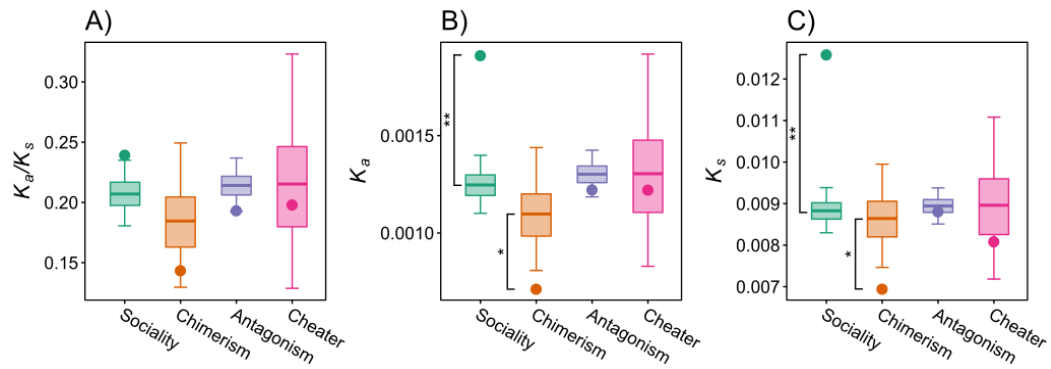 A)
Ka/Ks
0.30
0.25
0.20
0.15
Sociality
Chimerism
Antagonism
Cheater
B)
Ka
0.0015
0.0010
**
*
Sociality
Chimerism
Antagonism
Cheater
C)
Ks
0.012
0.011
0.010
0.009
0.008
0.007
**
*
Sociality
Chimerism
Antagonism
Cheater